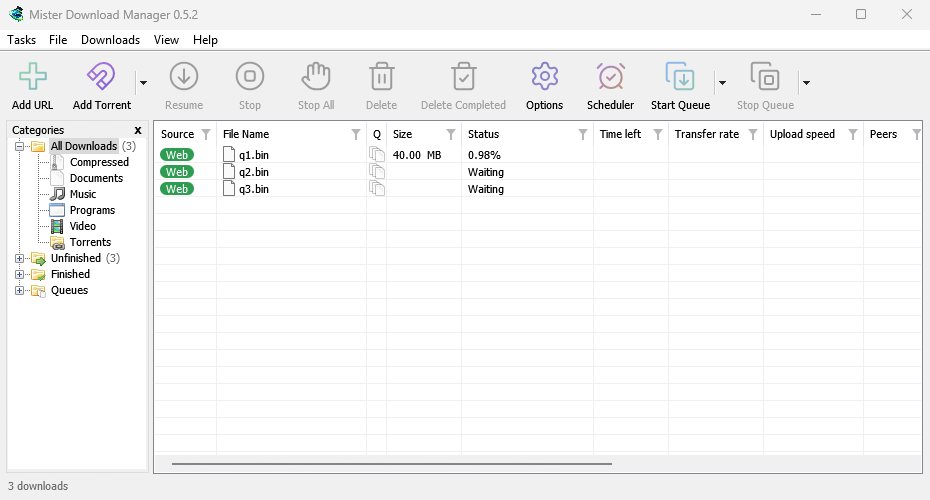 Mister Download Manager 0.5.2
Tasks File Downloads View Help
Add URL Add Torrent Resume Stop Stop All Delete Delete Completed Options Scheduler Start Queue Stop Queue
Categories x
All Downloads (3)
Compressed
Documents
Music
Programs
Video
Torrents
Unfinished (3)
Finished
Queues
Source File Name Q Size Status Time left Transfer rate Upload speed Peers
Web q1.bin 40.00 MB 0.98%
Web q2.bin Waiting
Web q3.bin Waiting
3 downloads